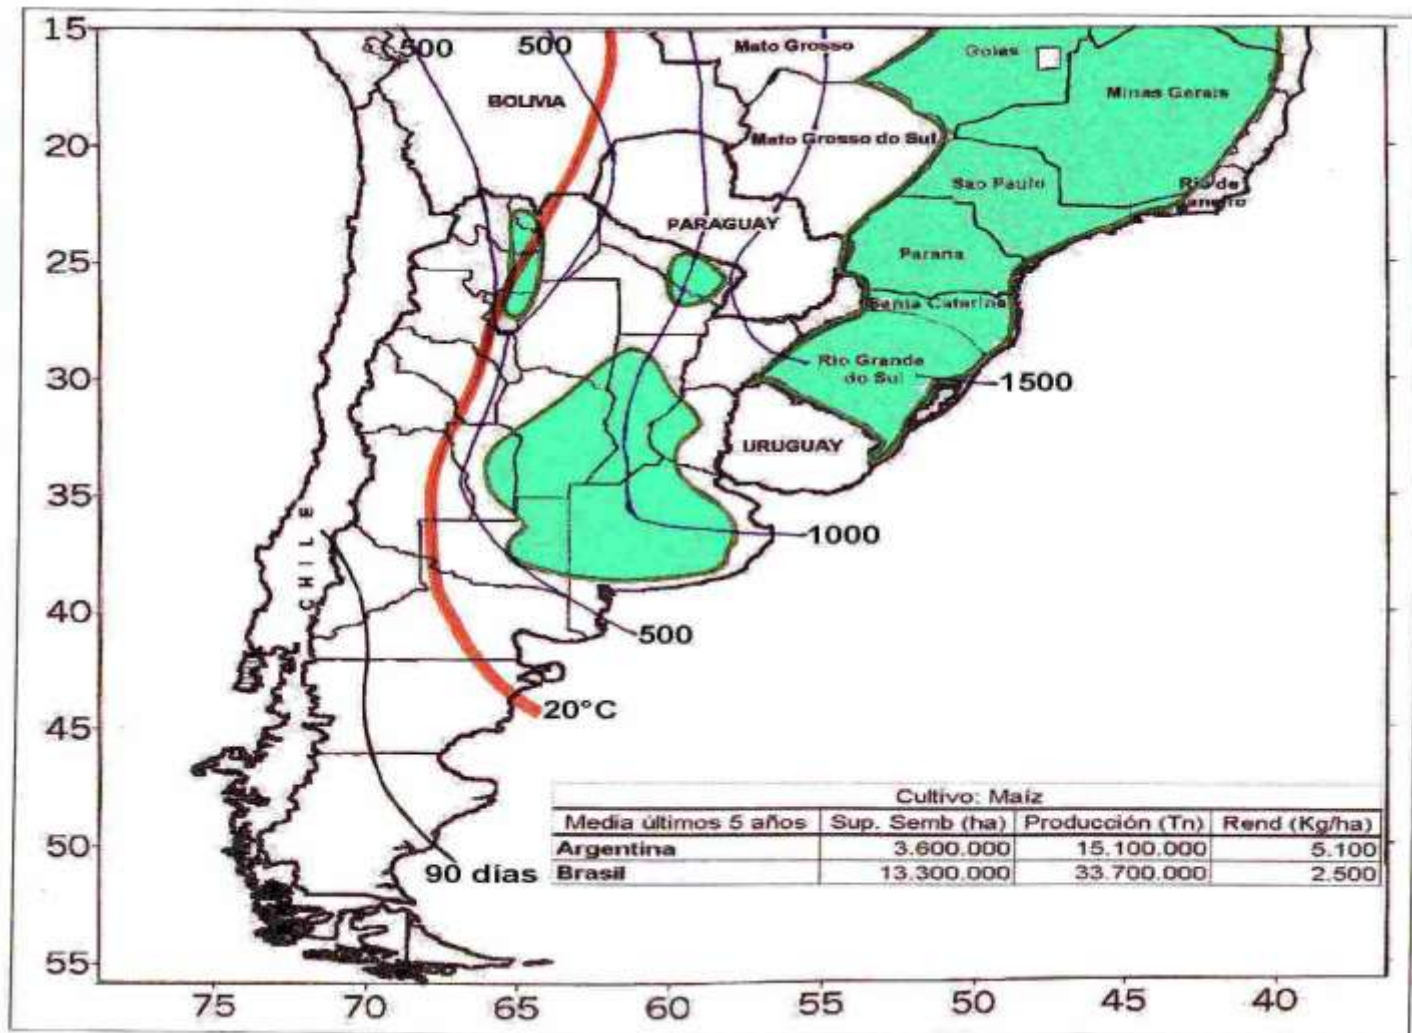 15
500
500
Mato Grosso
Goias
BOLIVIA
Minas Gerais
20
Mato Grosso do Sul
Sao Paulo
Rio de
Janeiro
PARAGUAY
25
Parana
Santa Catarina
Rio Grande
do Sul
30
1500
URUGUAY
35
CHILE
1000
40
500
20°C
45
Cultivo: Maíz
Media últimos 5 años Sup. Semb (ha) Producción (Tn) Rend (Kg/ha)
Argentina 3.600.000 15.100.000 5.100
Brasil 13.300.000 33.700.000 2.500
50
90 días
55
75 70 65 60 55 50 45 40